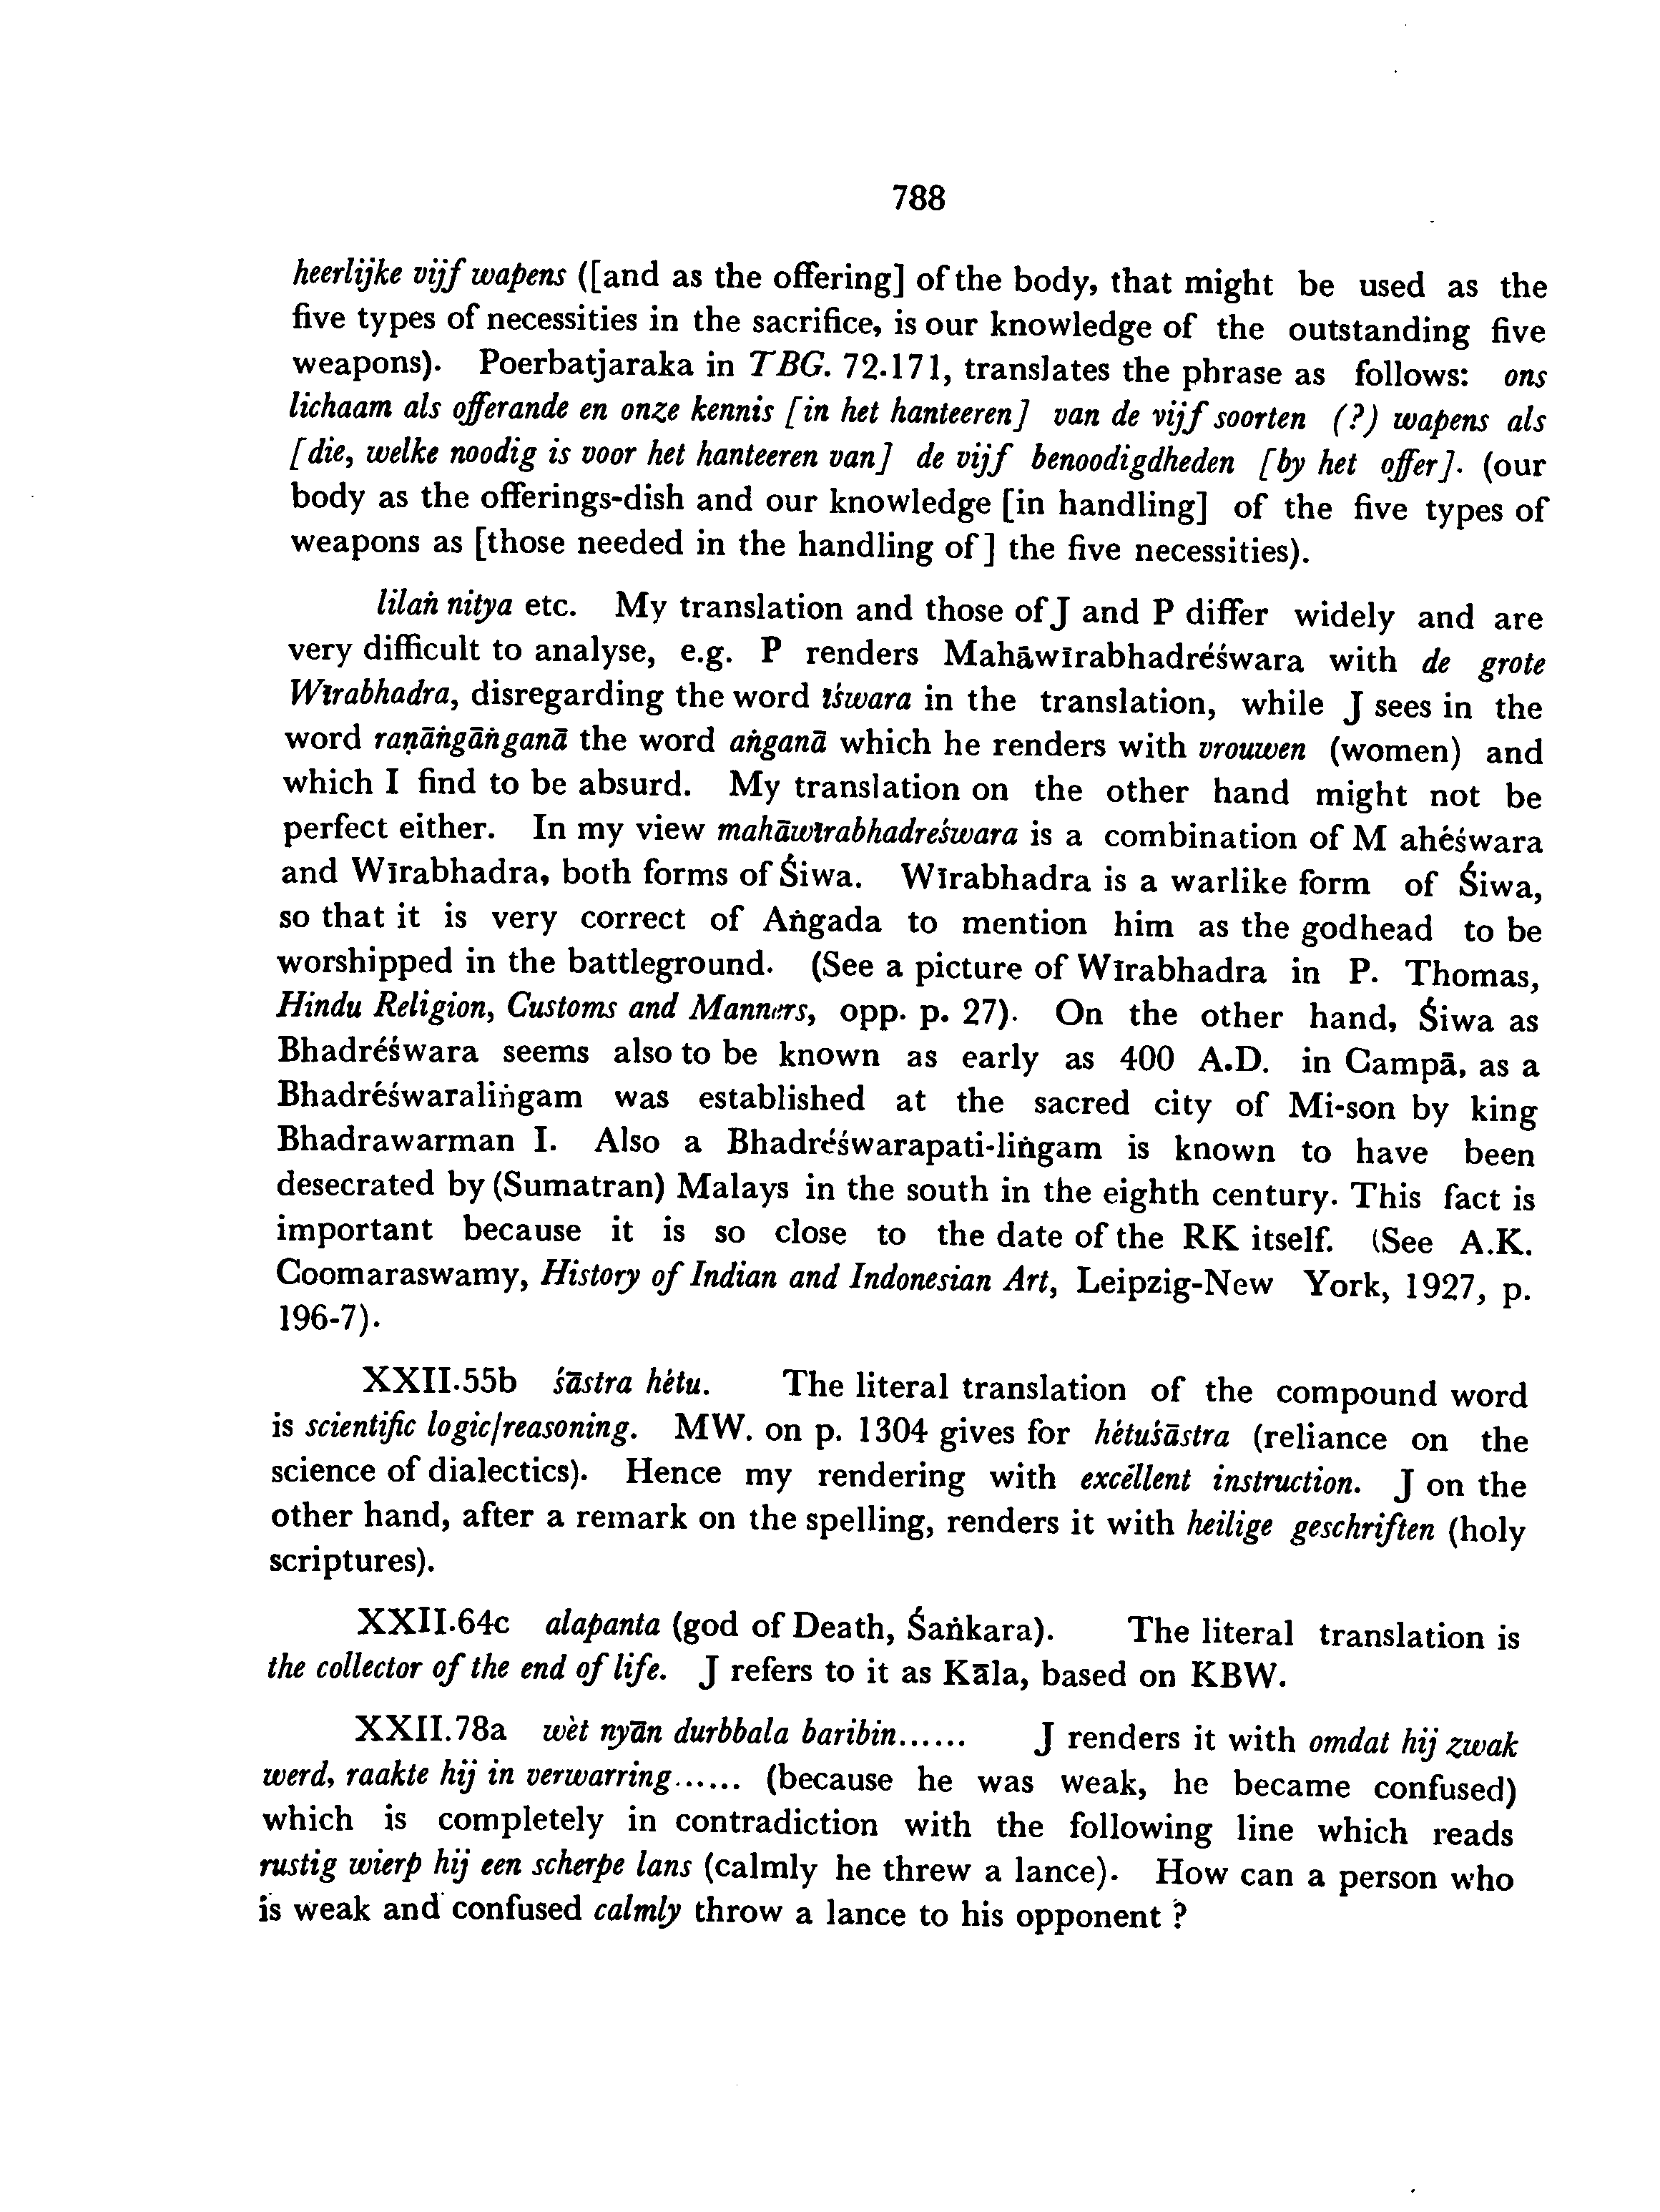 788
heerlijke vijf wapens ([and as the offering] of the body, that might be used as the
five types of necessities in the sacrifice, is our knowledge of the outstanding five
weapons). Poerbatjaraka in TBG. 72.171, translates the phrase as follows: ons
lichaam als offerande en onze kennis [in het hanteeren] van de vijf soorten (?) wapens als
[die, welke noodig is voor het hanteeren van] de vijf benoodigdheden [by het offer]. (our
body as the offerings-dish and our knowledge [in handling] of the five types of
weapons as [those needed in the handling of] the five necessities).
lilaṅ nitya etc. My translation and those of J and P differ widely and are
very difficult to analyse, e.g. P renders Mahāwīrabhadréśwara with de grote
Wīrabhadra, disregarding the word īśwara in the translation, while J sees in the
word raṇāṅgāṅganā the word aṅganā which he renders with vrouwen (women) and
which I find to be absurd. My translation on the other hand might not be
perfect either. In my view mahāwīrabhadreśwara is a combination of M ahéśwara
and Wīrabhadra, both forms of Śiwa. Wīrabhadra is a warlike form of Śiwa,
so that it is very correct of Aṅgada to mention him as the godhead to be
worshipped in the battleground. (See a picture of Wīrabhadra in P. Thomas,
Hindu Religion, Customs and Manners, opp. p. 27). On the other hand, Śiwa as
Bhadréśwara seems also to be known as early as 400 A.D. in Campā, as a
Bhadréśwaraliṅgam was established at the sacred city of Mi-son by king
Bhadrawarman I. Also a Bhadréśwarapati-liṅgam is known to have been
desecrated by (Sumatran) Malays in the south in the eighth century. This fact is
important because it is so close to the date of the RK itself. (See A.K.
Coomaraswamy, History of Indian and Indonesian Art, Leipzig-New York, 1927, p.
196-7).
XXII.55b śāstra hétu. The literal translation of the compound word
is scientific logic/reasoning. MW. on p. 1304 gives for hétuśāstra (reliance on the
science of dialectics). Hence my rendering with excéllent instruction. J on the
other hand, after a remark on the spelling, renders it with heilige geschriften (holy
scriptures).
XXII.64c alapanta (god of Death, Śaṅkara). The literal translation is
the collector of the end of life. J refers to it as Kāla, based on KBW.
XXII.78a wèt nyān durbbala baribin...... J renders it with omdat hij zwak
werd, raakte hij in verwarring...... (because he was weak, he became confused)
which is completely in contradiction with the following line which reads
rustig wierp hij een scherpe lans (calmly he threw a lance). How can a person who
is weak and confused calmly throw a lance to his opponent ?